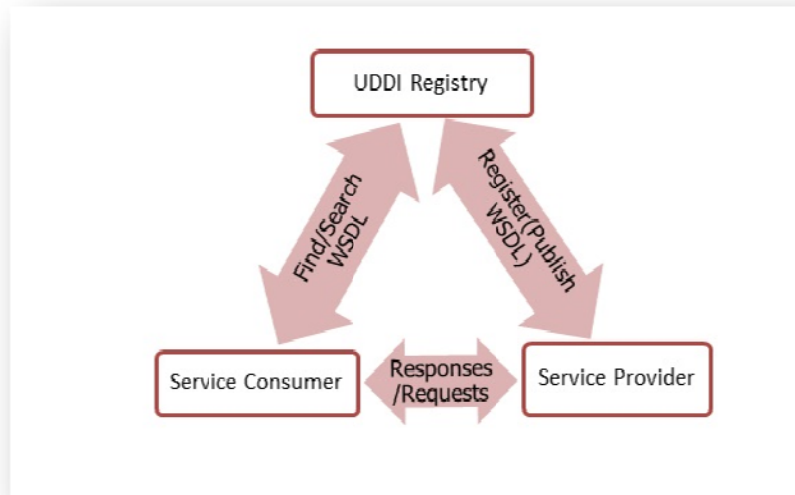 UDDI Registry
Find/Search
WSDL
Register(Publish
WSDL)
Service Consumer
Responses
/Requests
Service Provider